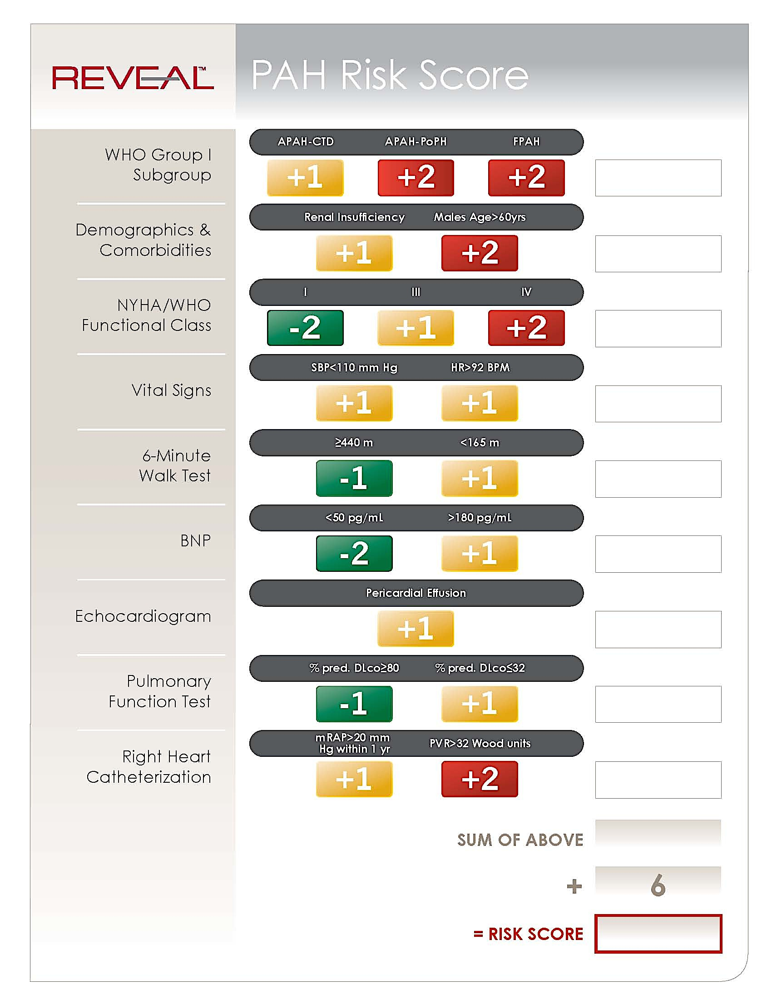 REVEAL™
PAH Risk Score
WHO Group I
Subgroup
APAH-CTD APAH-PoPH FPAH
+1 +2 +2
Demographics &
Comorbidities
Renal Insufficiency Males Age>60yrs
+1 +2
NYHA/WHO
Functional Class
I III IV
-2 +1 +2
Vital Signs
SBP<110 mm Hg HR>92 BPM
+1 +1
6-Minute
Walk Test
≥440 m <165 m
-1 +1
BNP
<50 pg/mL >180 pg/mL
-2 +1
Echocardiogram
Pericardial Effusion
+1
Pulmonary
Function Test
% pred. DLco≥80 % pred. DLco≤32
-1 +1
Right Heart
Catheterization
mRAP>20 mm
Hg within 1 yr
PVR>32 Wood units
+1 +2
SUM OF ABOVE
+ 6
= RISK SCORE